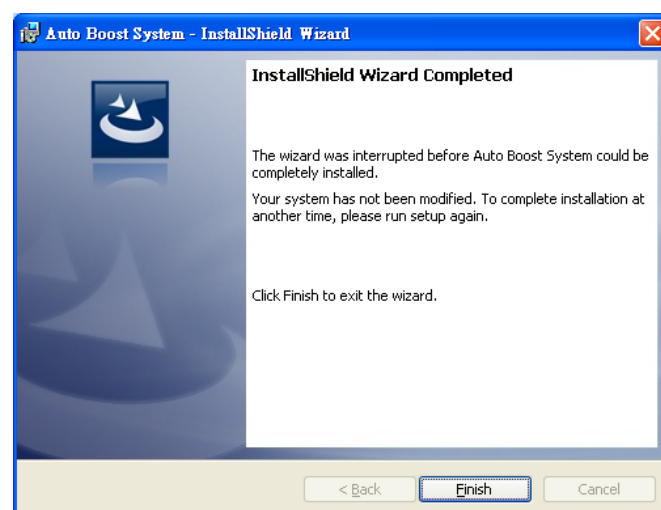 Auto Boost System - InstallShield Wizard
InstallShield Wizard Completed
The wizard was interrupted before Auto Boost System could be
completely installed.
Your system has not been modified. To complete installation at
another time, please run setup again.
Click Finish to exit the wizard.
< Back
Finish
Cancel